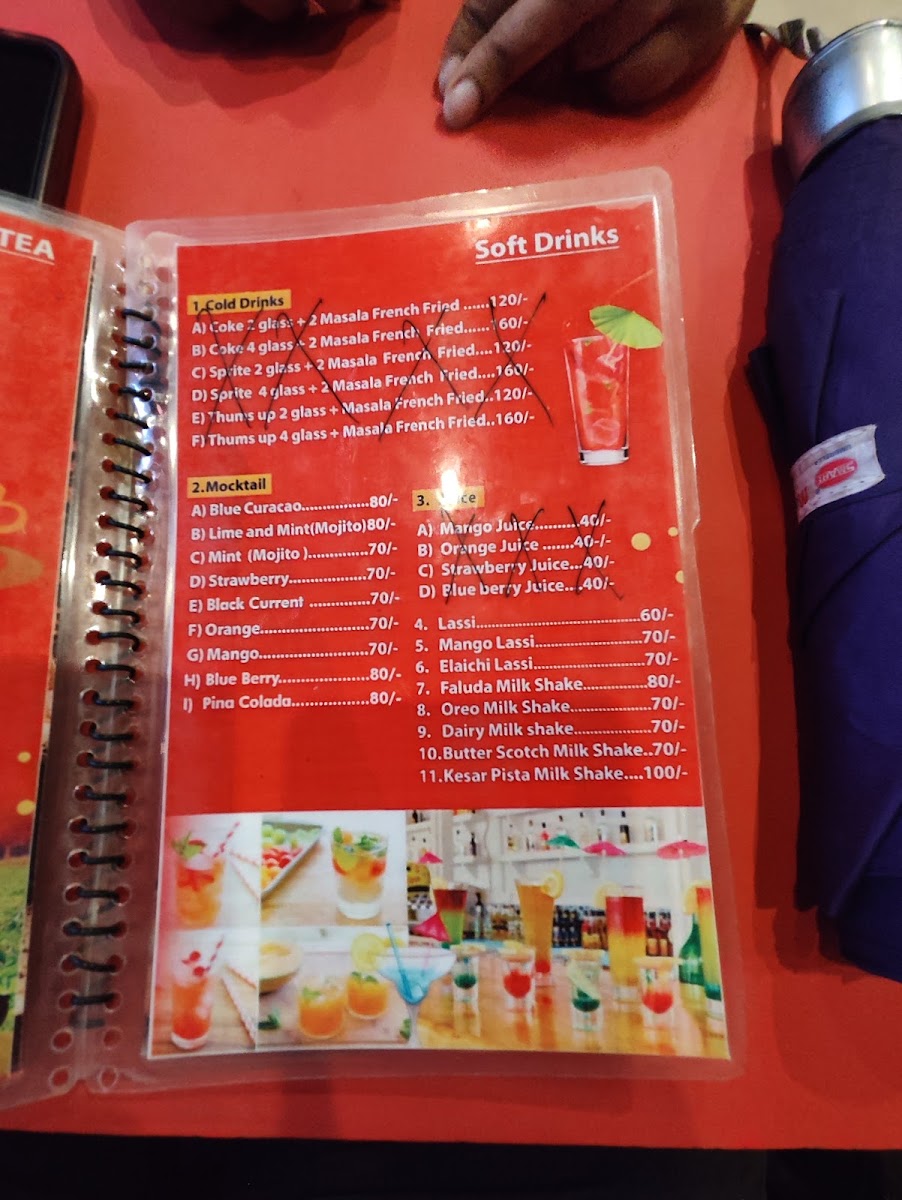 TEA
Soft Drinks
1.Cold Drinks
A) Coke 2 glass + 2 Masala French Fried ......120/-
B) Coke 4 glass + 2 Masala French Fried......160/-
C) Sprite 2 glass + 2 Masala French Fried....120/-
D) Sprite 4 glass + 2 Masala French Fried....160/-
E) Thums up 2 glass + Masala French Fried..120/-
F) Thums up 4 glass + Masala French Fried..160/-
2.Mocktail
A) Blue Curacao................80/-
B) Lime and Mint(Mojito)80/-
C) Mint (Mojito )..............70/-
D) Strawberry...................70/-
E) Black Current ...............70/-
F) Orange...........................70/-
G) Mango...........................70/-
H) Blue Berry......................80/-
I) Pina Colada...................80/-
3.
A) Mango Juice...........40/-
B) Orange Juice ........40-/-
C) Strawberry Juice...40/-
D) Blue berry Juice...40/-
4. Lassi........................................60/-
5. Mango Lassi..........................70/-
6. Elaichi Lassi...........................70/-
7. Faluda Milk Shake................80/-
8. Oreo Milk Shake....................70/-
9. Dairy Milk shake...................70/-
10.Butter Scotch Milk Shake..70/-
11.Kesar Pista Milk Shake....100/-